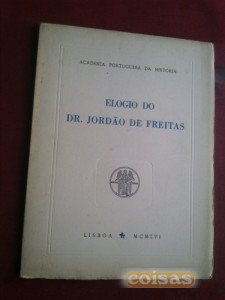 ACADEMIA PORTUGUESA DA HISTÓRIA
ELOGIO DO
DR. JORDÃO DE FREITAS
LISBOA MCMLVI
coisas